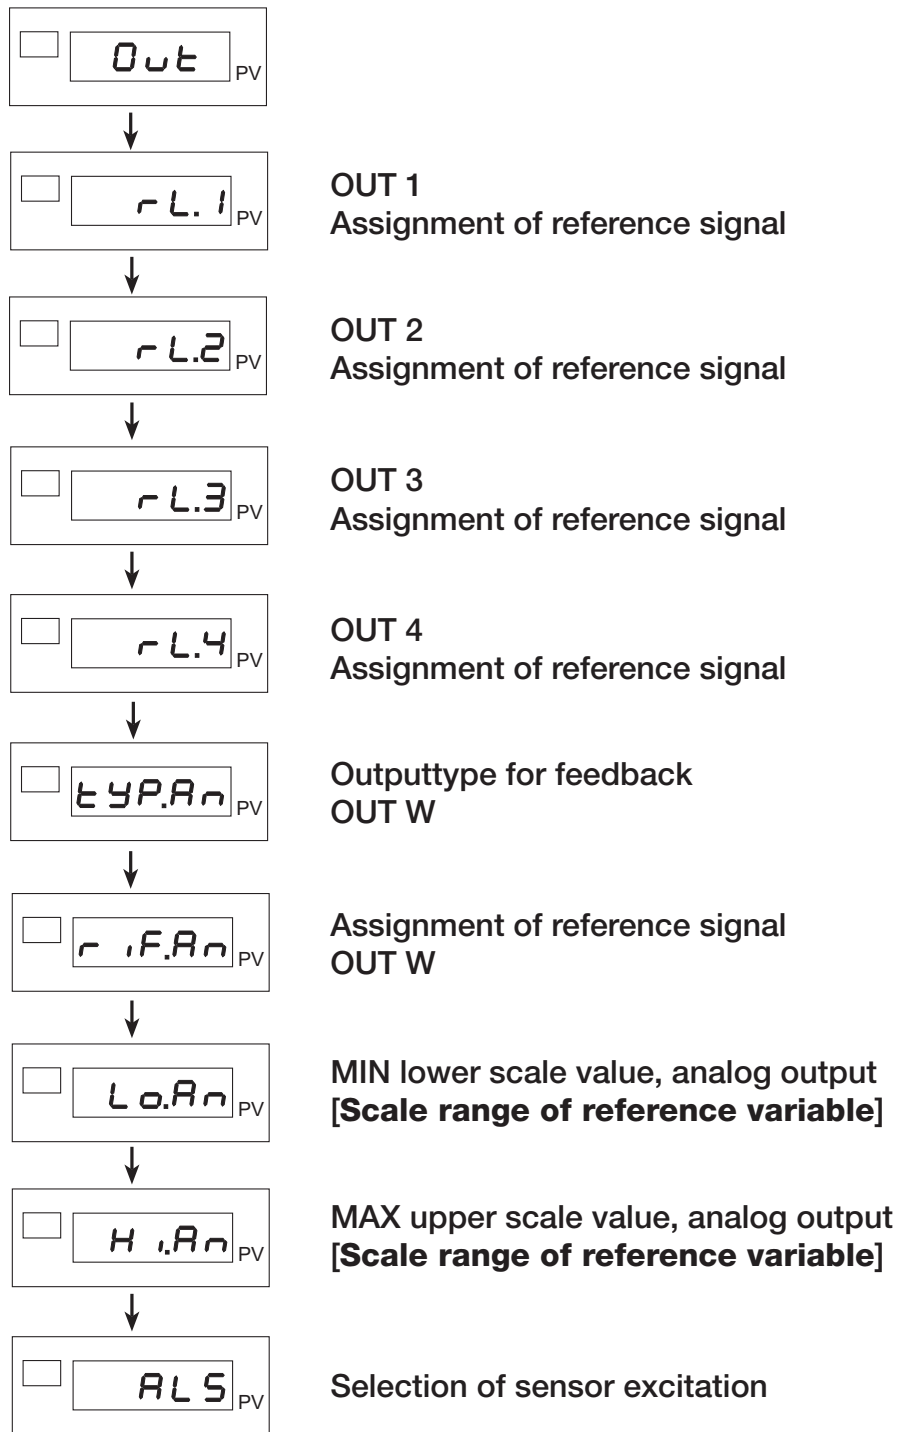 Out
PV
rL.1
PV
OUT 1
Assignment of reference signal
rL.2
PV
OUT 2
Assignment of reference signal
rL.3
PV
OUT 3
Assignment of reference signal
rL.4
PV
OUT 4
Assignment of reference signal
tYP.An
PV
Outputtype for feedback
OUT W
riF.An
PV
Assignment of reference signal
OUT W
Lo.An
PV
MIN lower scale value, analog output
[Scale range of reference variable]
Hi.An
PV
MAX upper scale value, analog output
[Scale range of reference variable]
ALS
PV
Selection of sensor excitation